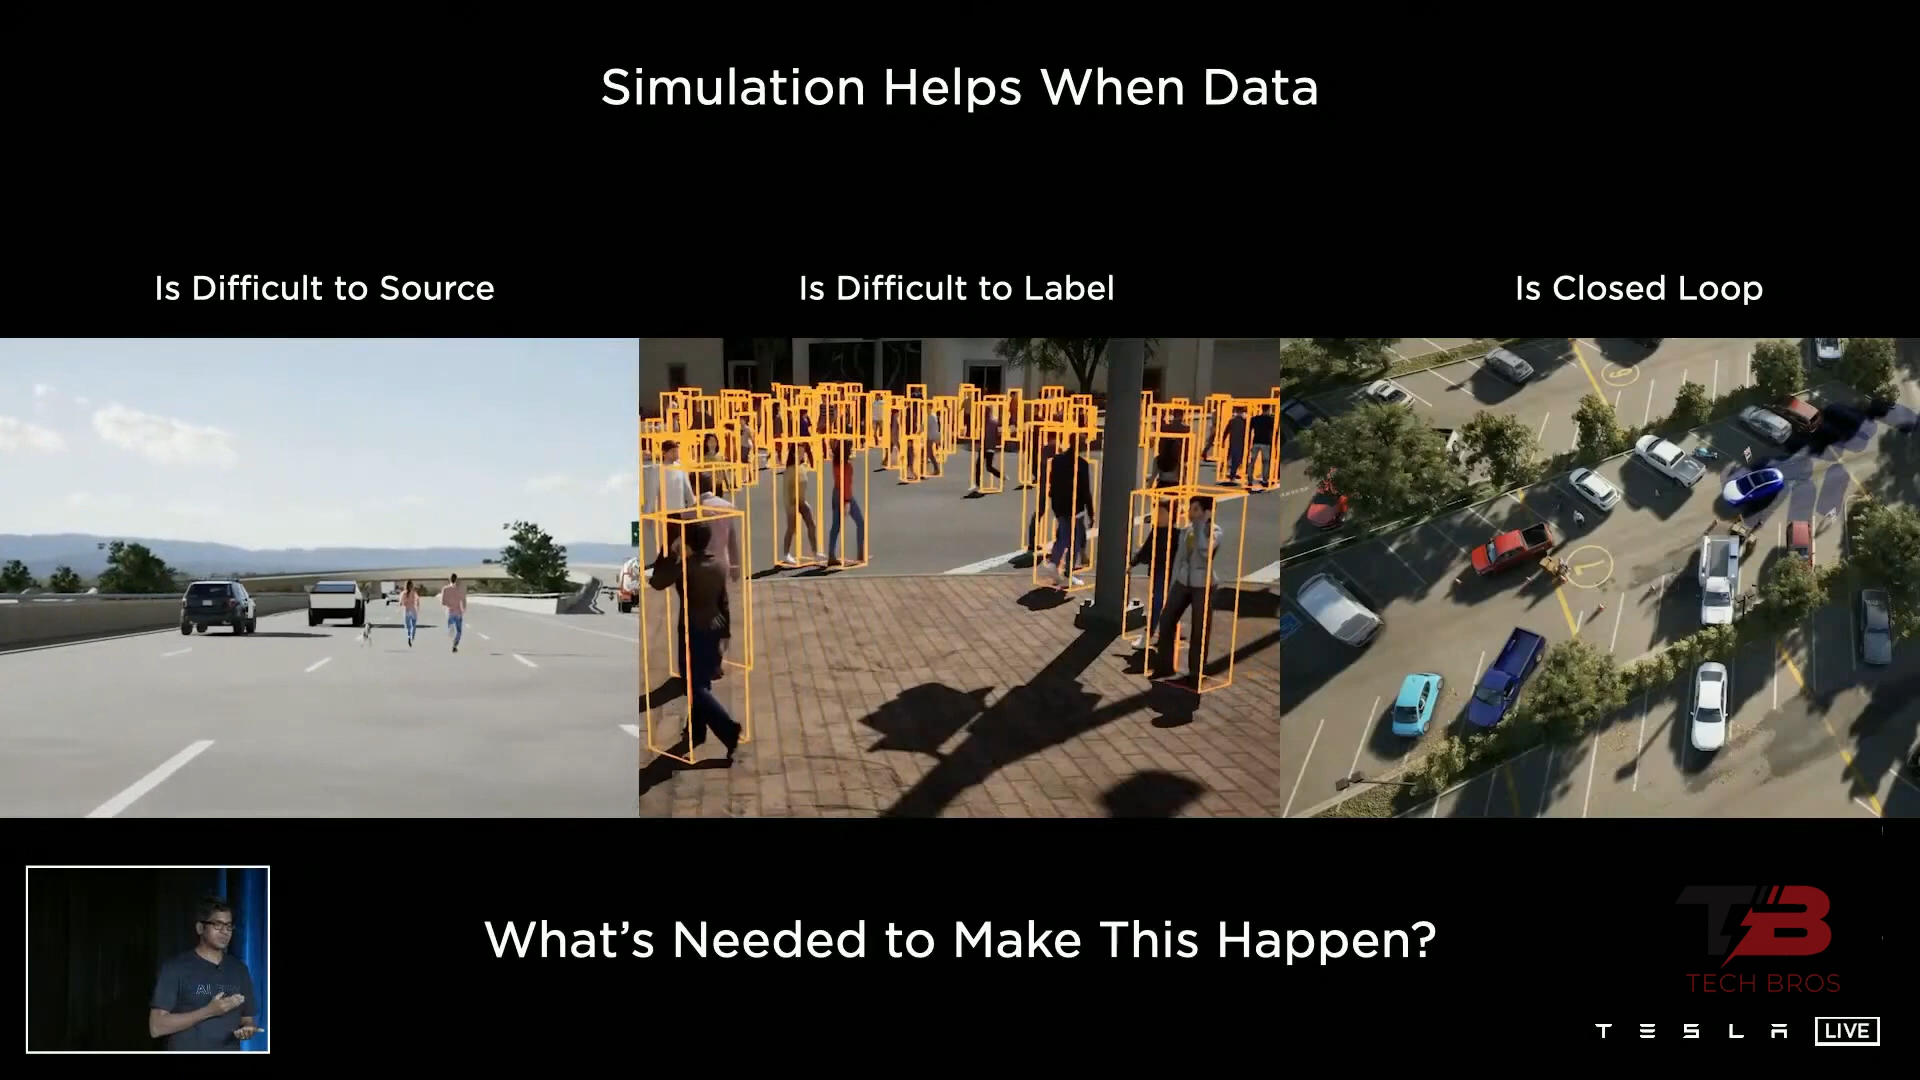 Simulation Helps When Data
Is Difficult to Source
Is Difficult to Label
Is Closed Loop
What's Needed to Make This Happen?
TB
TECH BROS
TESLA LIVE